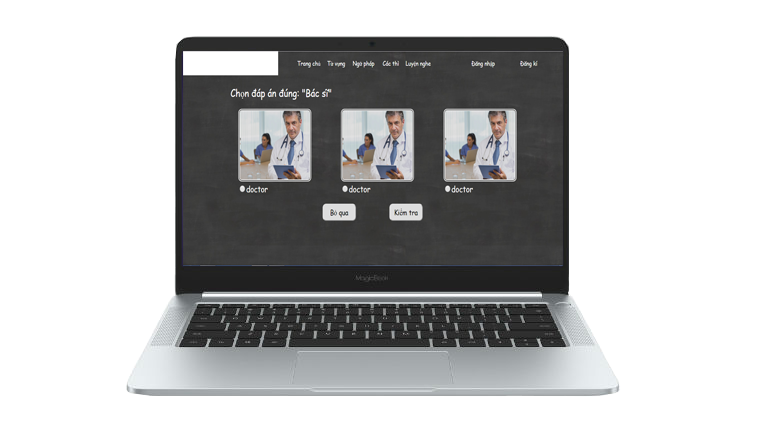 Trang chủ Từ vựng Ngữ pháp Các thì Luyện nghe Đăng nhập Đăng kí
Chọn đáp án đúng: "Bác sĩ"
doctor doctor doctor
Bỏ qua Kiểm tra
MagicBook